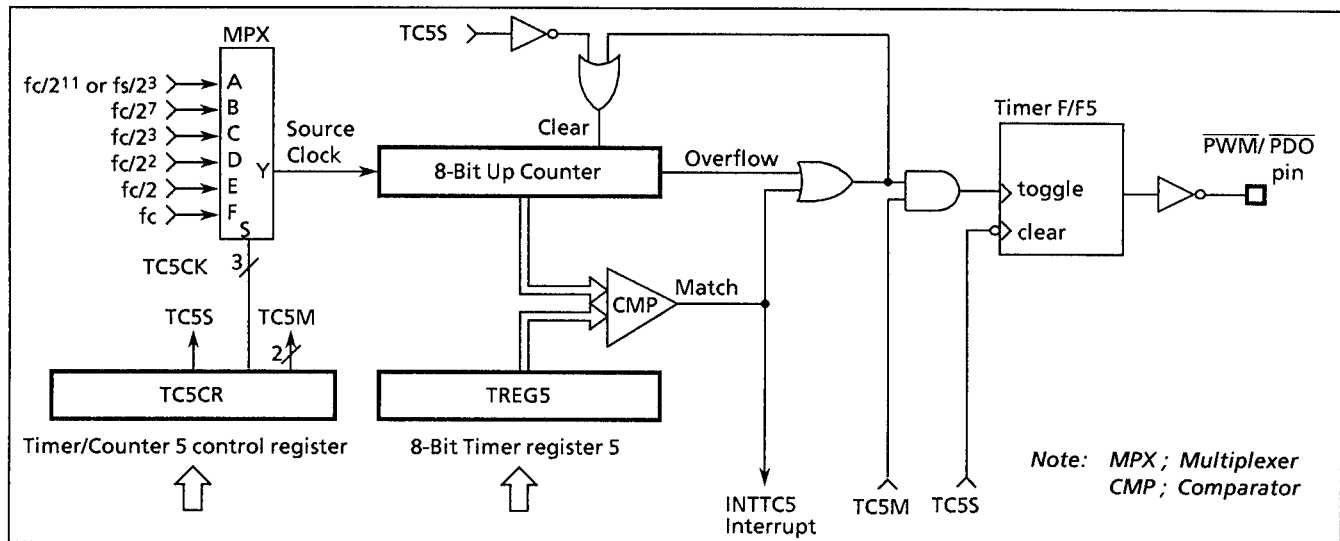 MPX
TC5S
fc/2¹¹ or fs/2³
A
fc/2⁷
B
fc/2³
C
fc/2²
D
fc/2
E
fc
F
Y
S
Source
Clock
Clear
8-Bit Up Counter
Overflow
Timer F/F5
toggle
clear
PWM/ PDO
pin
TC5CK
3
TC5S
TC5M
2
CMP
Match
TC5CR
TREG5
Timer/Counter 5 control register
8-Bit Timer register 5
INTTC5
Interrupt
TC5M
TC5S
Note: MPX ; Multiplexer
CMP ; Comparator